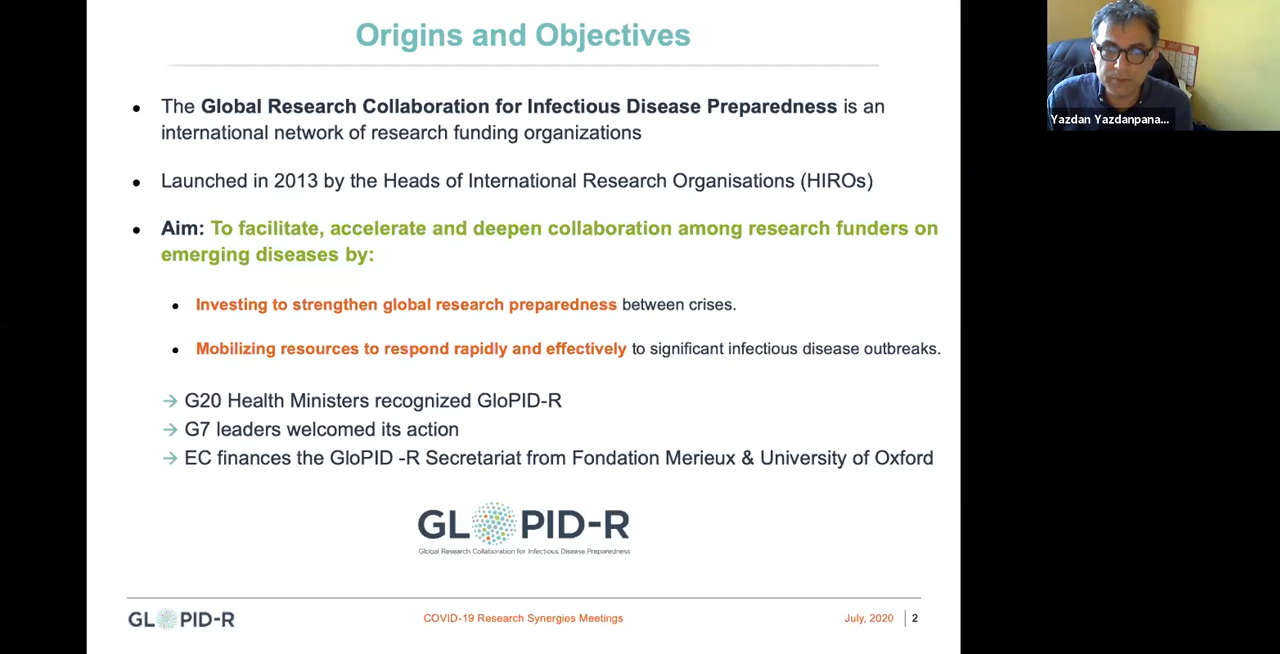 Origins and Objectives
• The Global Research Collaboration for Infectious Disease Preparedness is an
international network of research funding organizations
• Launched in 2013 by the Heads of International Research Organisations (HIROs)
• Aim: To facilitate, accelerate and deepen collaboration among research funders on
emerging diseases by:
• Investing to strengthen global research preparedness between crises.
• Mobilizing resources to respond rapidly and effectively to significant infectious disease outbreaks.
→ G20 Health Ministers recognized GloPID-R
→ G7 leaders welcomed its action
→ EC finances the GloPID -R Secretariat from Fondation Merieux & University of Oxford
GLOPID-R
Global Research Collaboration for Infectious Disease Preparedness
GLOPID-R
COVID-19 Research Synergies Meetings
July, 2020
2
Yazdan Yazdanpana...